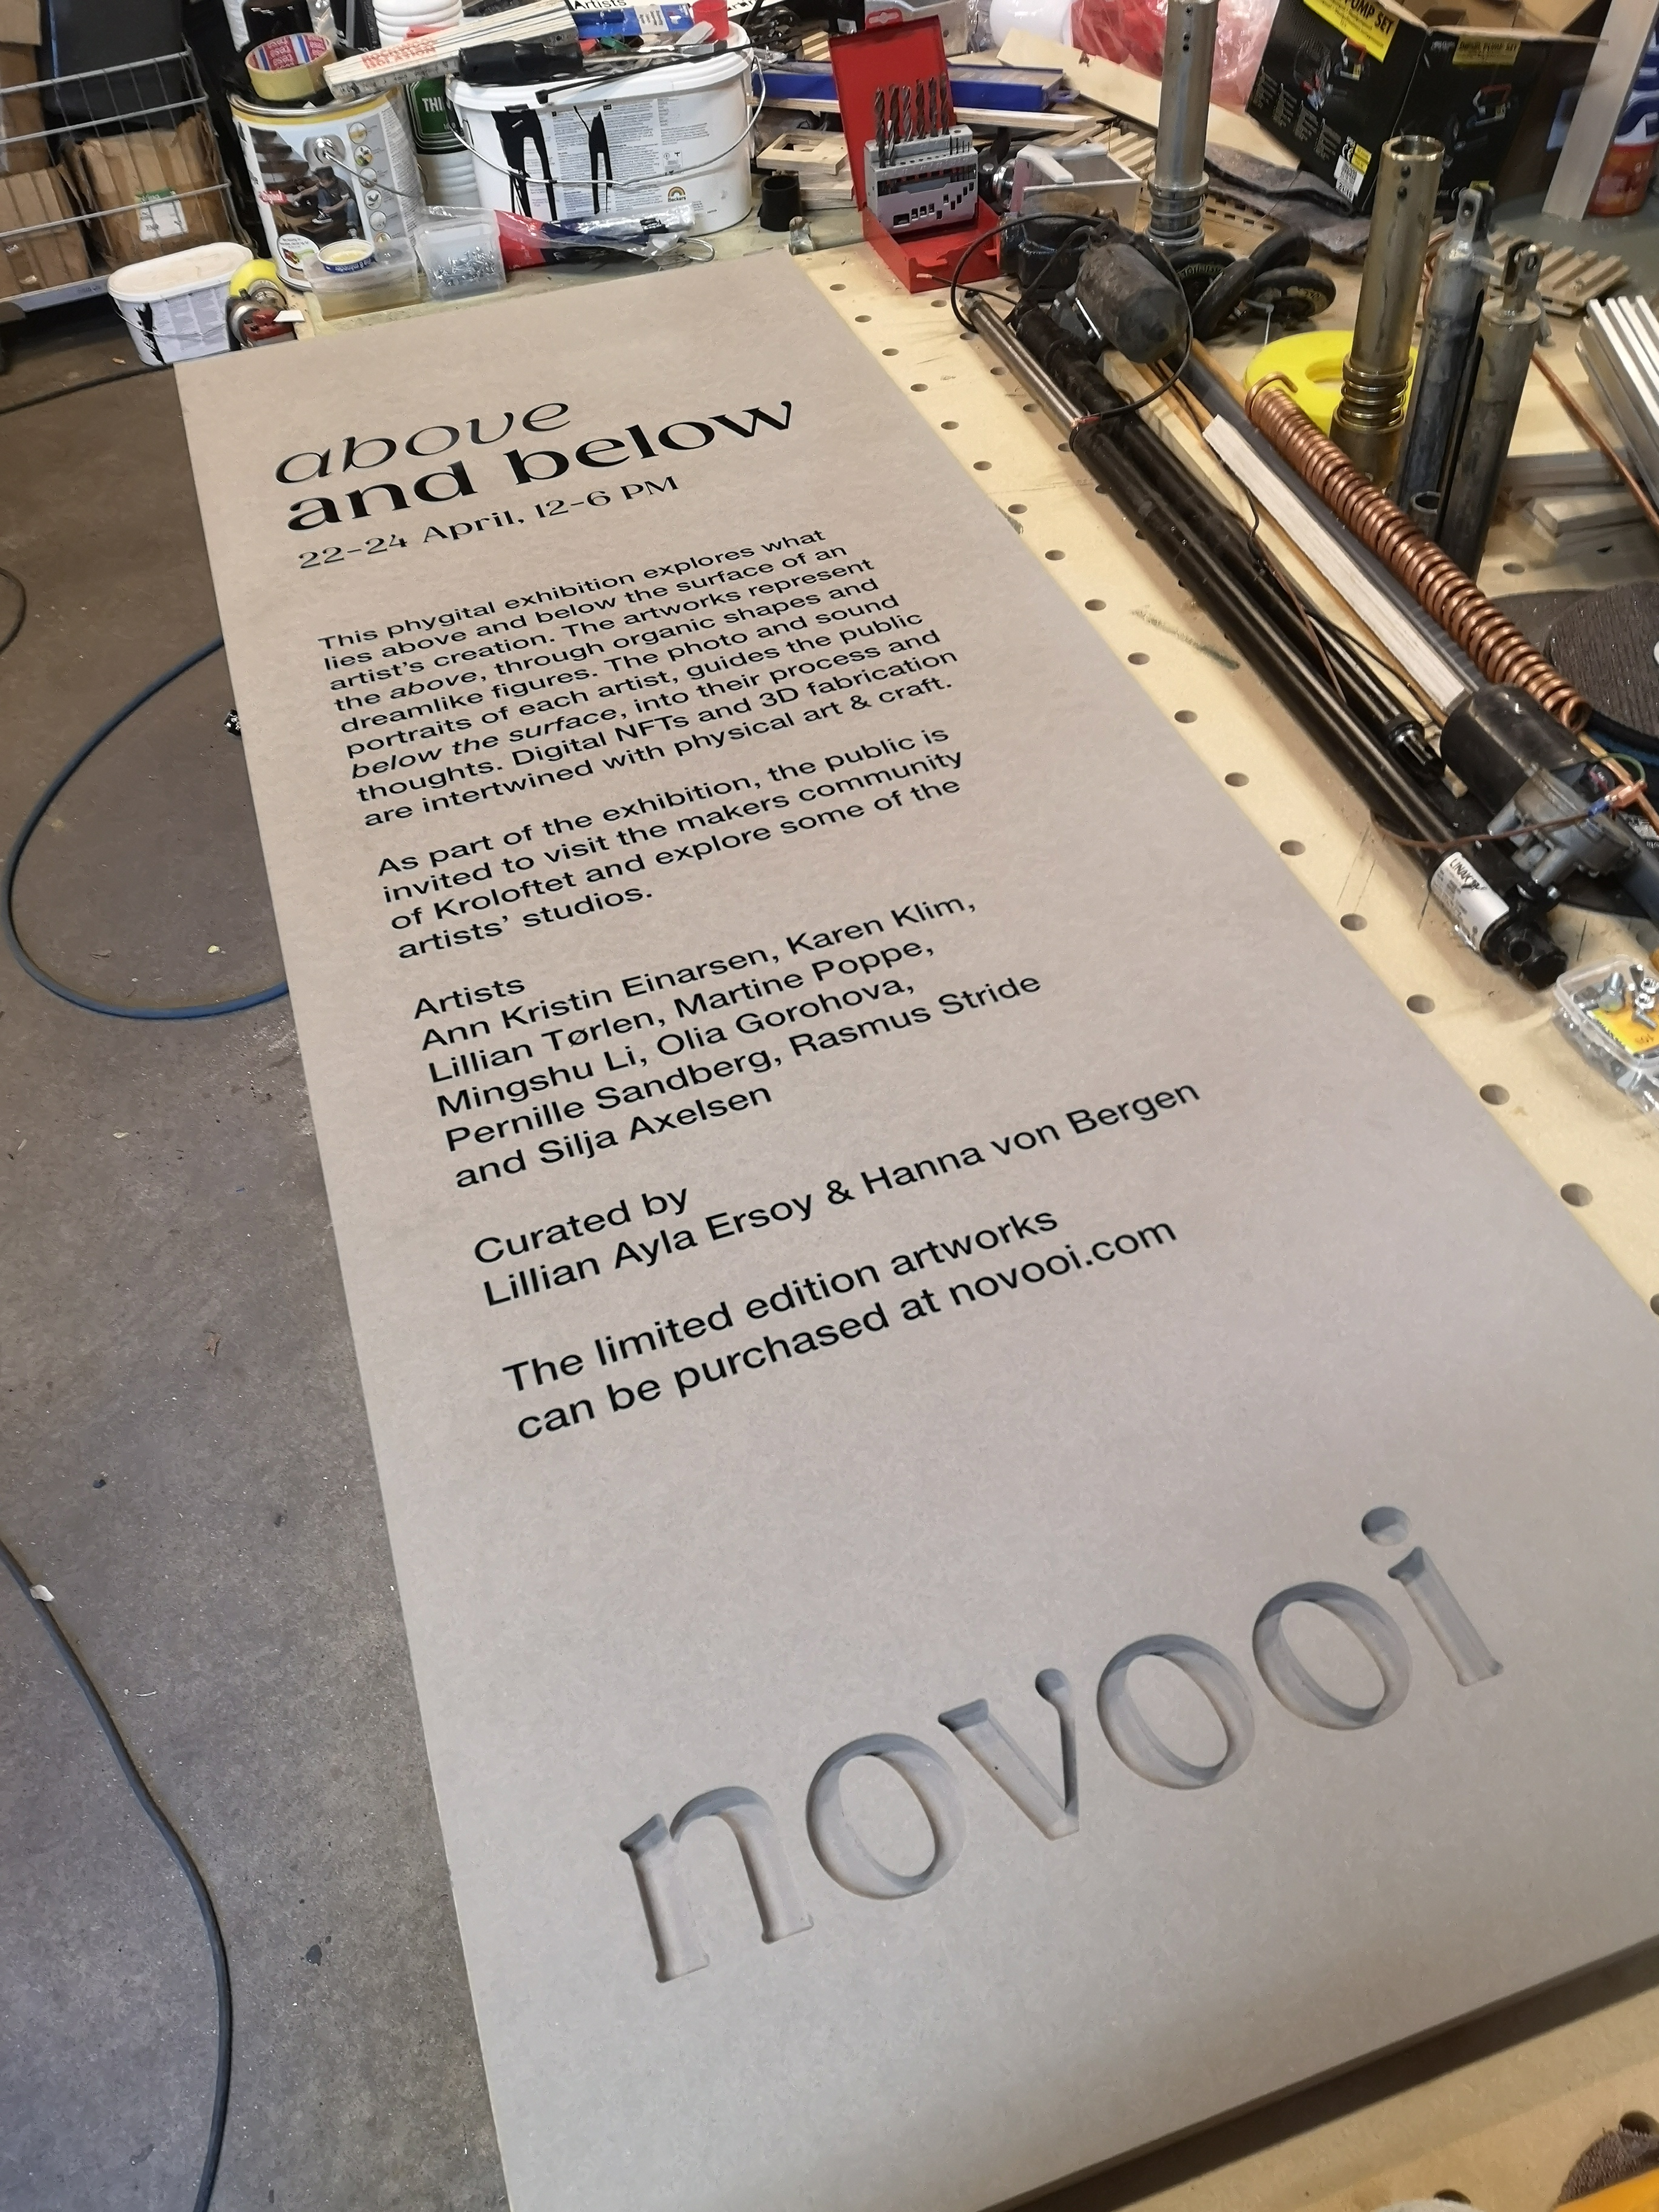 above
and below
22-24 April, 12-6 PM
This phygital exhibition explores what
lies above and below the surface of an
artist's creation. The artworks represent
the above, through organic shapes and
dreamlike figures. The photo and sound
portraits of each artist, guides the public
below the surface, into their process and
thoughts. Digital NFTs and 3D fabrication
are intertwined with physical art & craft.
As part of the exhibition, the public is
invited to visit the makers community
of Kroloftet and explore some of the
artists' studios.
Artists
Ann Kristin Einarsen, Karen Klim,
Lillian Tørlen, Martine Poppe,
Mingshu Li, Olia Gorohova,
Pernille Sandberg, Rasmus Stride
and Silja Axelsen
Curated by
Lillian Ayla Ersoy & Hanna von Bergen
The limited edition artworks
can be purchased at novooi.com
novooi
Artists
PUMP SET